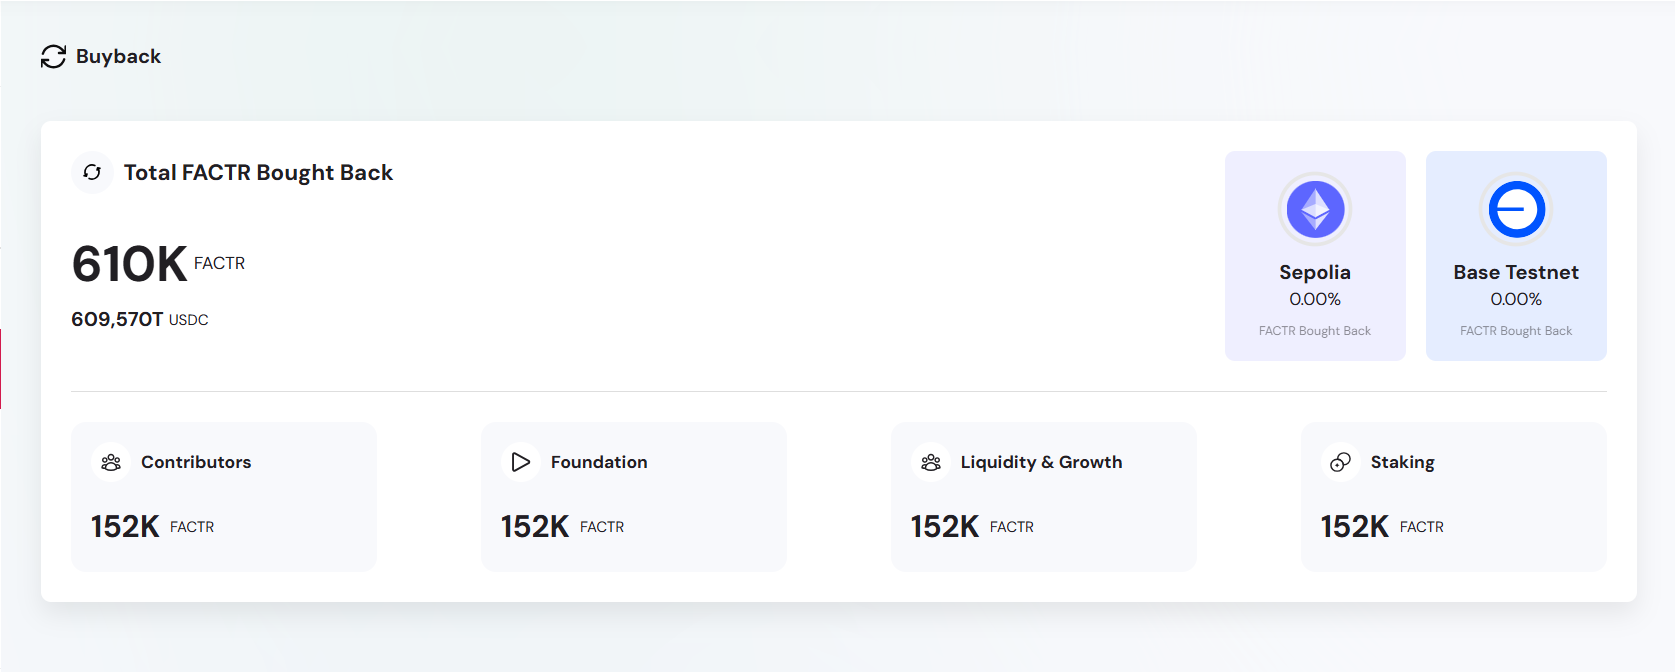 Buyback
Total FACTR Bought Back
610K FACTR
609,570T USDC
Sepolia
0.00%
FACTR Bought Back
Base Testnet
0.00%
FACTR Bought Back
Contributors
152K FACTR
Foundation
152K FACTR
Liquidity & Growth
152K FACTR
Staking
152K FACTR